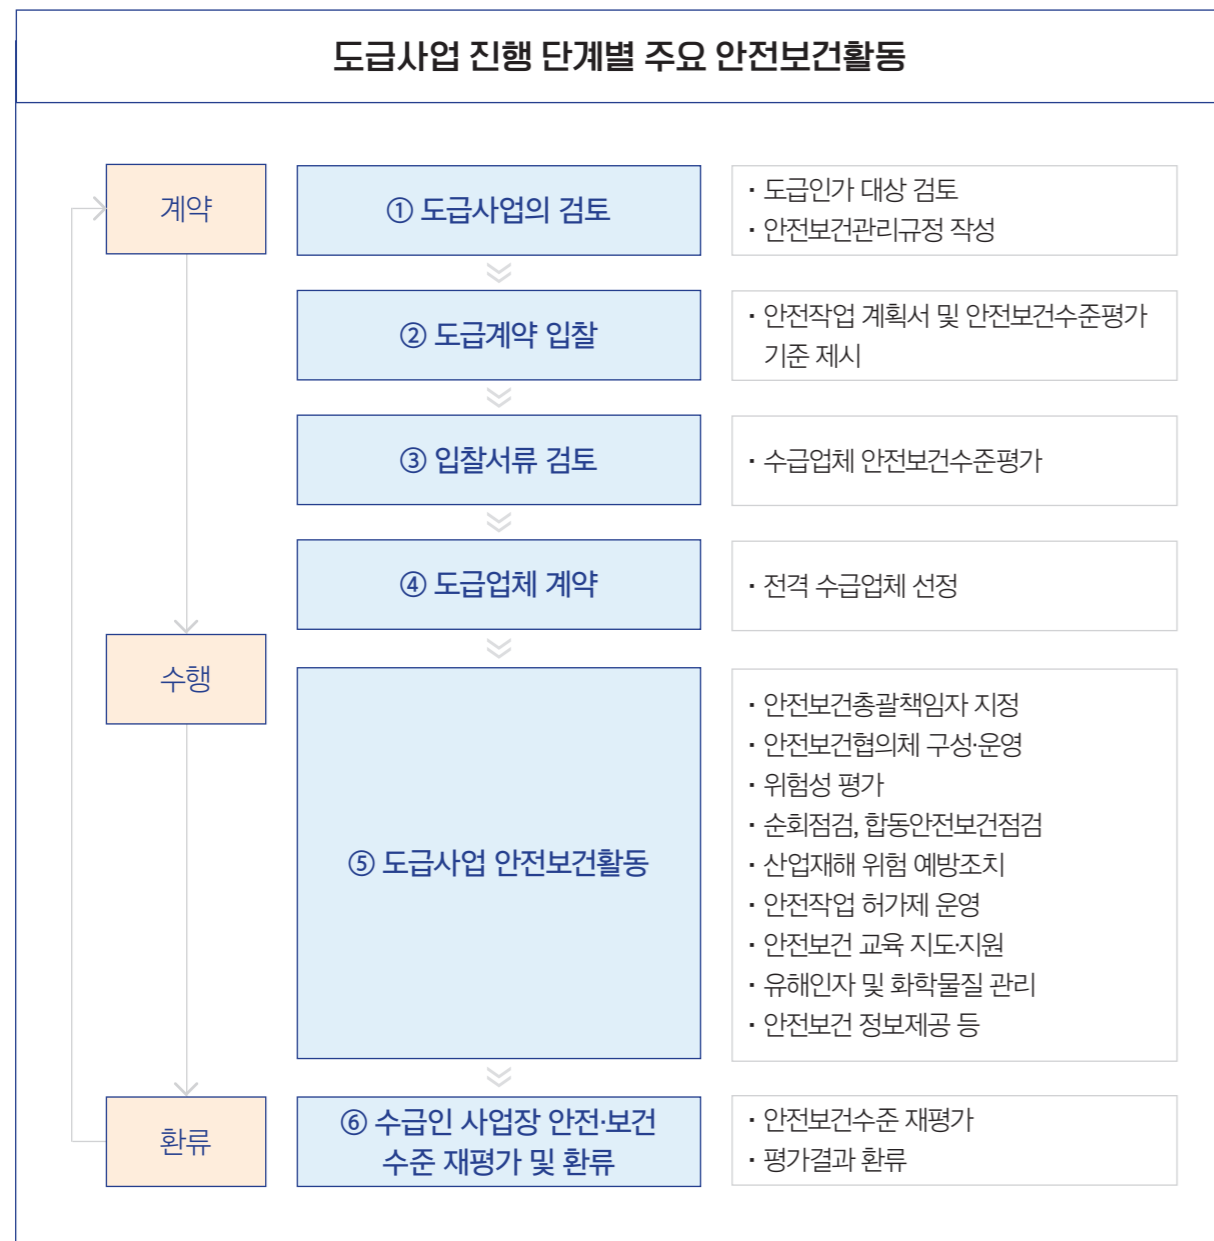 도급사업 진행 단계별 주요 안전보건활동
계약
① 도급사업의 검토
· 도급인가 대상 검토
· 안전보건관리규정 작성
② 도급계약 입찰
· 안전작업 계획서 및 안전보건수준평가
기준 제시
③ 입찰서류 검토
· 수급업체 안전보건수준평가
④ 도급업체 계약
· 전격 수급업체 선정
수행
⑤ 도급사업 안전보건활동
· 안전보건총괄책임자 지정
· 안전보건협의체 구성·운영
· 위험성 평가
· 순회점검, 합동안전보건점검
· 산업재해 위험 예방조치
· 안전작업 허가제 운영
· 안전보건 교육 지도·지원
· 유해인자 및 화학물질 관리
· 안전보건 정보제공 등
환류
⑥ 수급인 사업장 안전·보건
수준 재평가 및 환류
· 안전보건수준 재평가
· 평가결과 환류